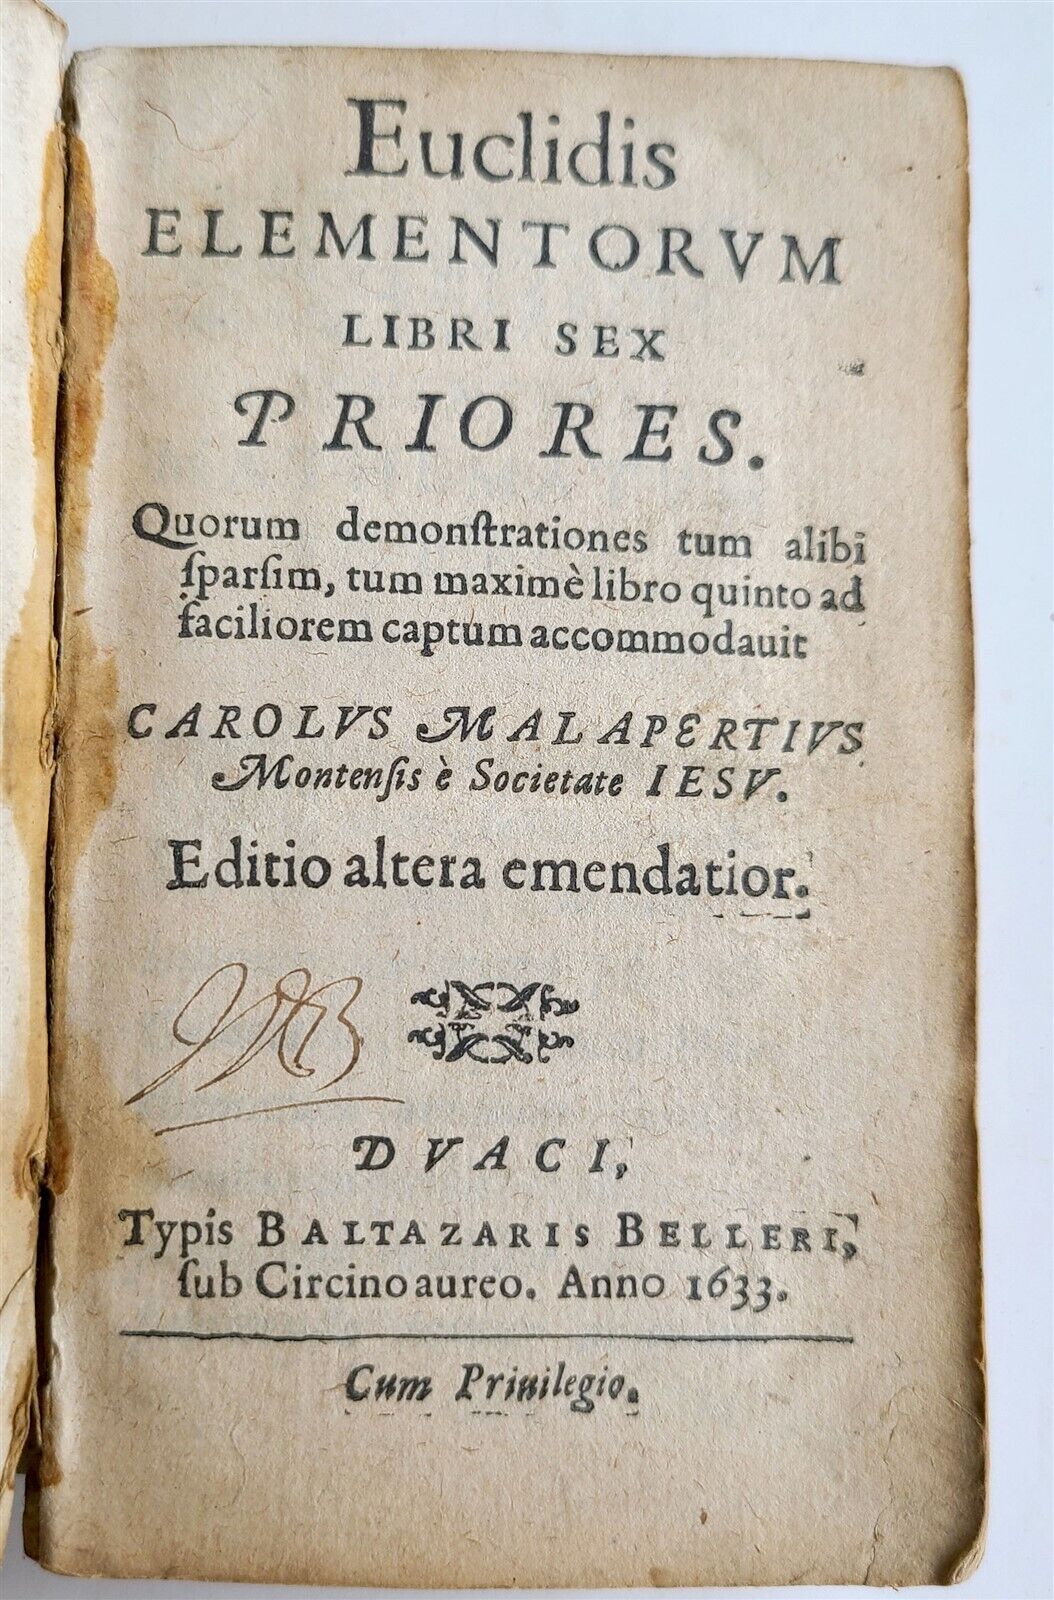 Euclidis
ELEMENTORVM
LIBRI SEX
PRIORES.
Quorum demonſtrationes tum alibi
ſparſim, tum maximè libro quinto ad
faciliorem captum accommodauit
CAROLVS MALAPERTIVS
Montenſis è Societate IESV.
Editio altera emendatior.
DVACI,
Typis BALTAZARIS BELLERI,
ſub Circino aureo. Anno 1633.
Cum Priuilegio.